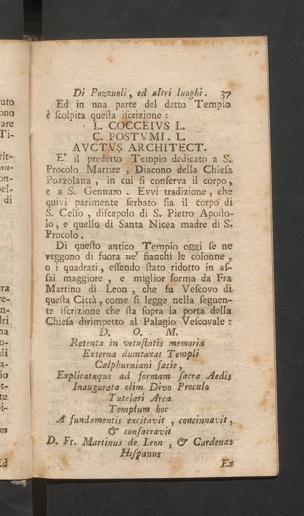 Di Pozzuoli, ed altri luoghi. 37
Ed in una parte del detto Tempio
è scolpita questa iscrizione:
L. COCCEIVS L.
C. POSTVMI. L.
AVCTVS ARCHITECT.
E' il predetto Tempio dedicato a S.
Procolo Martire, Diacono della Chiesa
Pozzolana, in cui si conserva il corpo,
e a S. Gennaro. Evvi tradizione, che
quivi parimente serbato sia il corpo di
S. Celso, discepolo di S. Pietro Aposto-
lo, e quello di Santa Nicea madre di S.
Procolo.
Di questo antico Tempio oggi se ne
veggono di fuora ne' fianchi le colonne,
o i quadrati, essendo stato ridotto in as-
sai maggiore, e miglior forma da Fra
Martino di Leon, che fu Vescovo di
questa Città, come si legge nella seguen-
te iscrizione che sta sopra la porta della
Chiesa dirimpetto al Palagio Vescovale:
D. O. M.
Retenta in vetustatis memoria
Externa dumtaxat Templi
Calphurniani facie,
Explicataque ad formam sacra Aedis
Inaugurata olim Divo Proculo
Tutelari Arca
Templum hoc
A fundamentis excitavit, concinnavit,
& consacravit
D. Fr. Martinus de Leon, & Cardenas
Hispanus
Ex